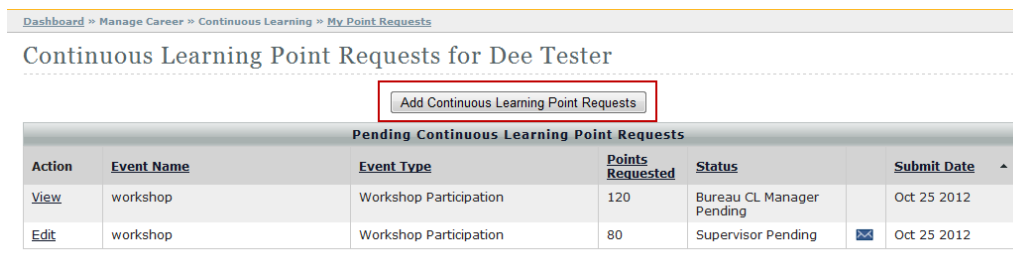 Dashboard » Manage Career » Continuous Learning » My Point Requests
Continuous Learning Point Requests for Dee Tester
Add Continuous Learning Point Requests
Pending Continuous Learning Point Requests
Action Event Name Event Type Points Requested Status Submit Date
View workshop Workshop Participation 120 Bureau CL Manager Pending Oct 25 2012
Edit workshop Workshop Participation 80 Supervisor Pending Oct 25 2012